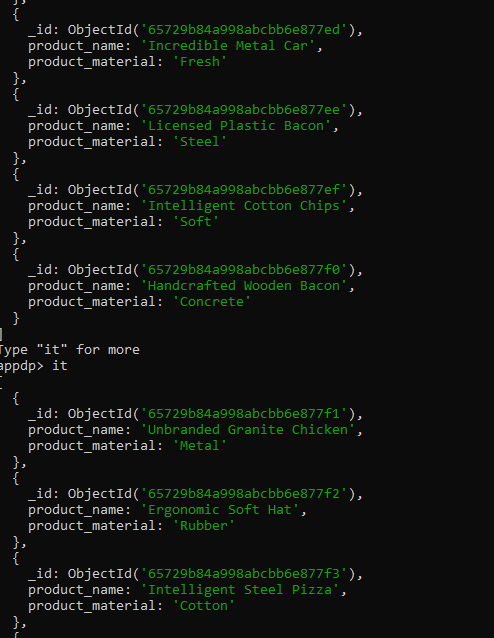 },
{
_id: ObjectId('65729b84a998abcbb6e877ed'),
product_name: 'Incredible Metal Car',
product_material: 'Fresh'
},
{
_id: ObjectId('65729b84a998abcbb6e877ee'),
product_name: 'Licensed Plastic Bacon',
product_material: 'Steel'
},
{
_id: ObjectId('65729b84a998abcbb6e877ef'),
product_name: 'Intelligent Cotton Chips',
product_material: 'Soft'
},
{
_id: ObjectId('65729b84a998abcbb6e877f0'),
product_name: 'Handcrafted Wooden Bacon',
product_material: 'Concrete'
}
]
Type "it" for more
appdp> it
[
{
_id: ObjectId('65729b84a998abcbb6e877f1'),
product_name: 'Unbranded Granite Chicken',
product_material: 'Metal'
},
{
_id: ObjectId('65729b84a998abcbb6e877f2'),
product_name: 'Ergonomic Soft Hat',
product_material: 'Rubber'
},
{
_id: ObjectId('65729b84a998abcbb6e877f3'),
product_name: 'Intelligent Steel Pizza',
product_material: 'Cotton'
},
{